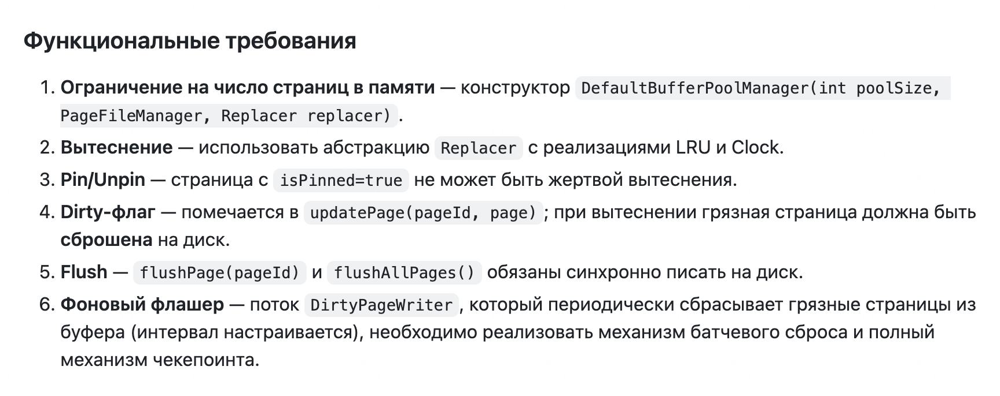 Функциональные требования
1. Ограничение на число страниц в памяти — конструктор DefaultBufferPoolManager(int poolSize,
PageFileManager, Replacer replacer).
2. Вытеснение — использовать абстракцию Replacer с реализациями LRU и Clock.
3. Pin/Unpin — страница с isPinned=true не может быть жертвой вытеснения.
4. Dirty-флаг — помечается в updatePage(pageId, page); при вытеснении грязная страница должна быть
сброшена на диск.
5. Flush — flushPage(pageId) и flushAllPages() обязаны синхронно писать на диск.
6. Фоновый флашер — поток DirtyPageWriter, который периодически сбрасывает грязные страницы из
буфера (интервал настраивается), необходимо реализовать механизм батчевого сброса и полный
механизм чекепоинта.